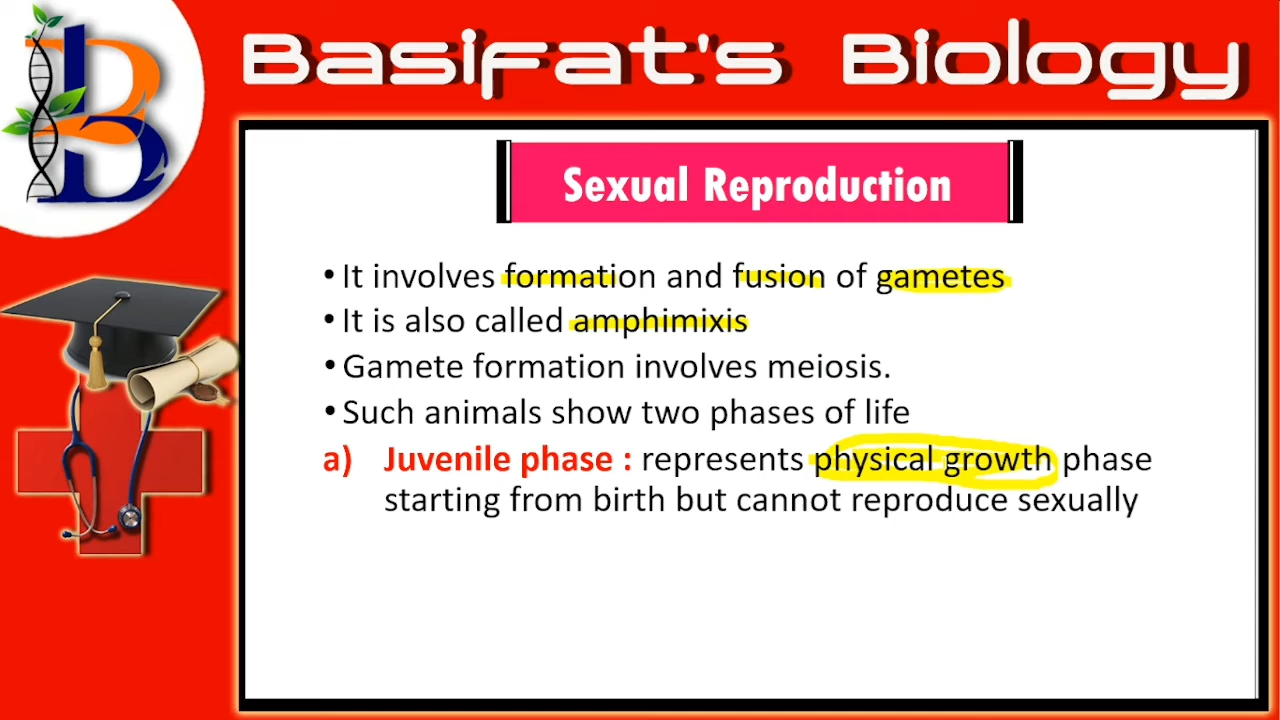 Basifat's Biology
Sexual Reproduction
• It involves formation and fusion of gametes
• It is also called amphimixis
• Gamete formation involves meiosis.
• Such animals show two phases of life
a) Juvenile phase : represents physical growth phase
starting from birth but cannot reproduce sexually